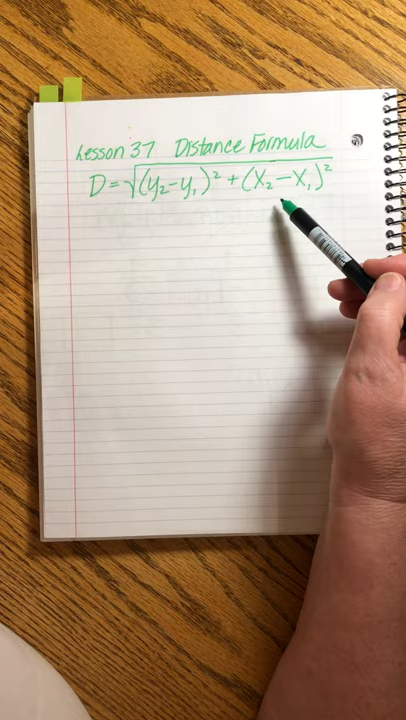 Lesson 37 Distance Formula
D = √(y₂-y₁)² + (x₂-x₁)²